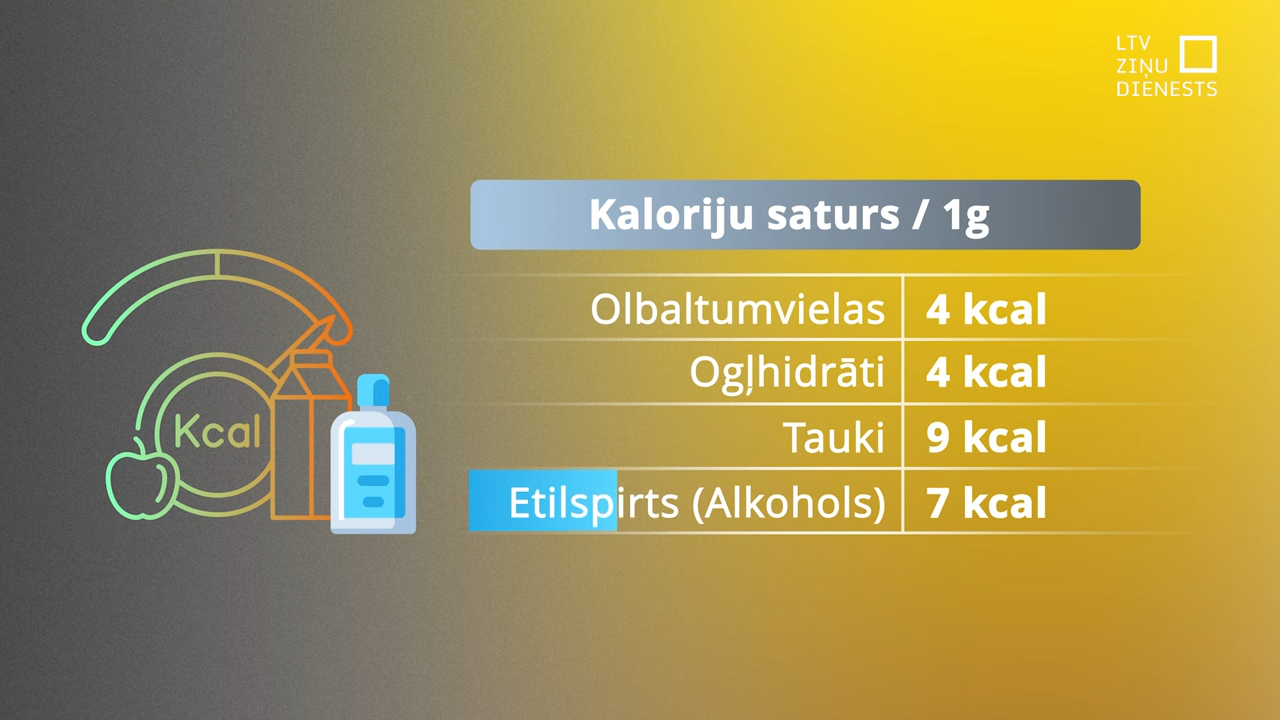 LTV
ZIŅU
DIENESTS
Kaloriju saturs / 1g
Olbaltumvielas 4 kcal
Ogļhidrāti 4 kcal
Tauki 9 kcal
Etilspirts (Alkohols) 7 kcal
Kcal